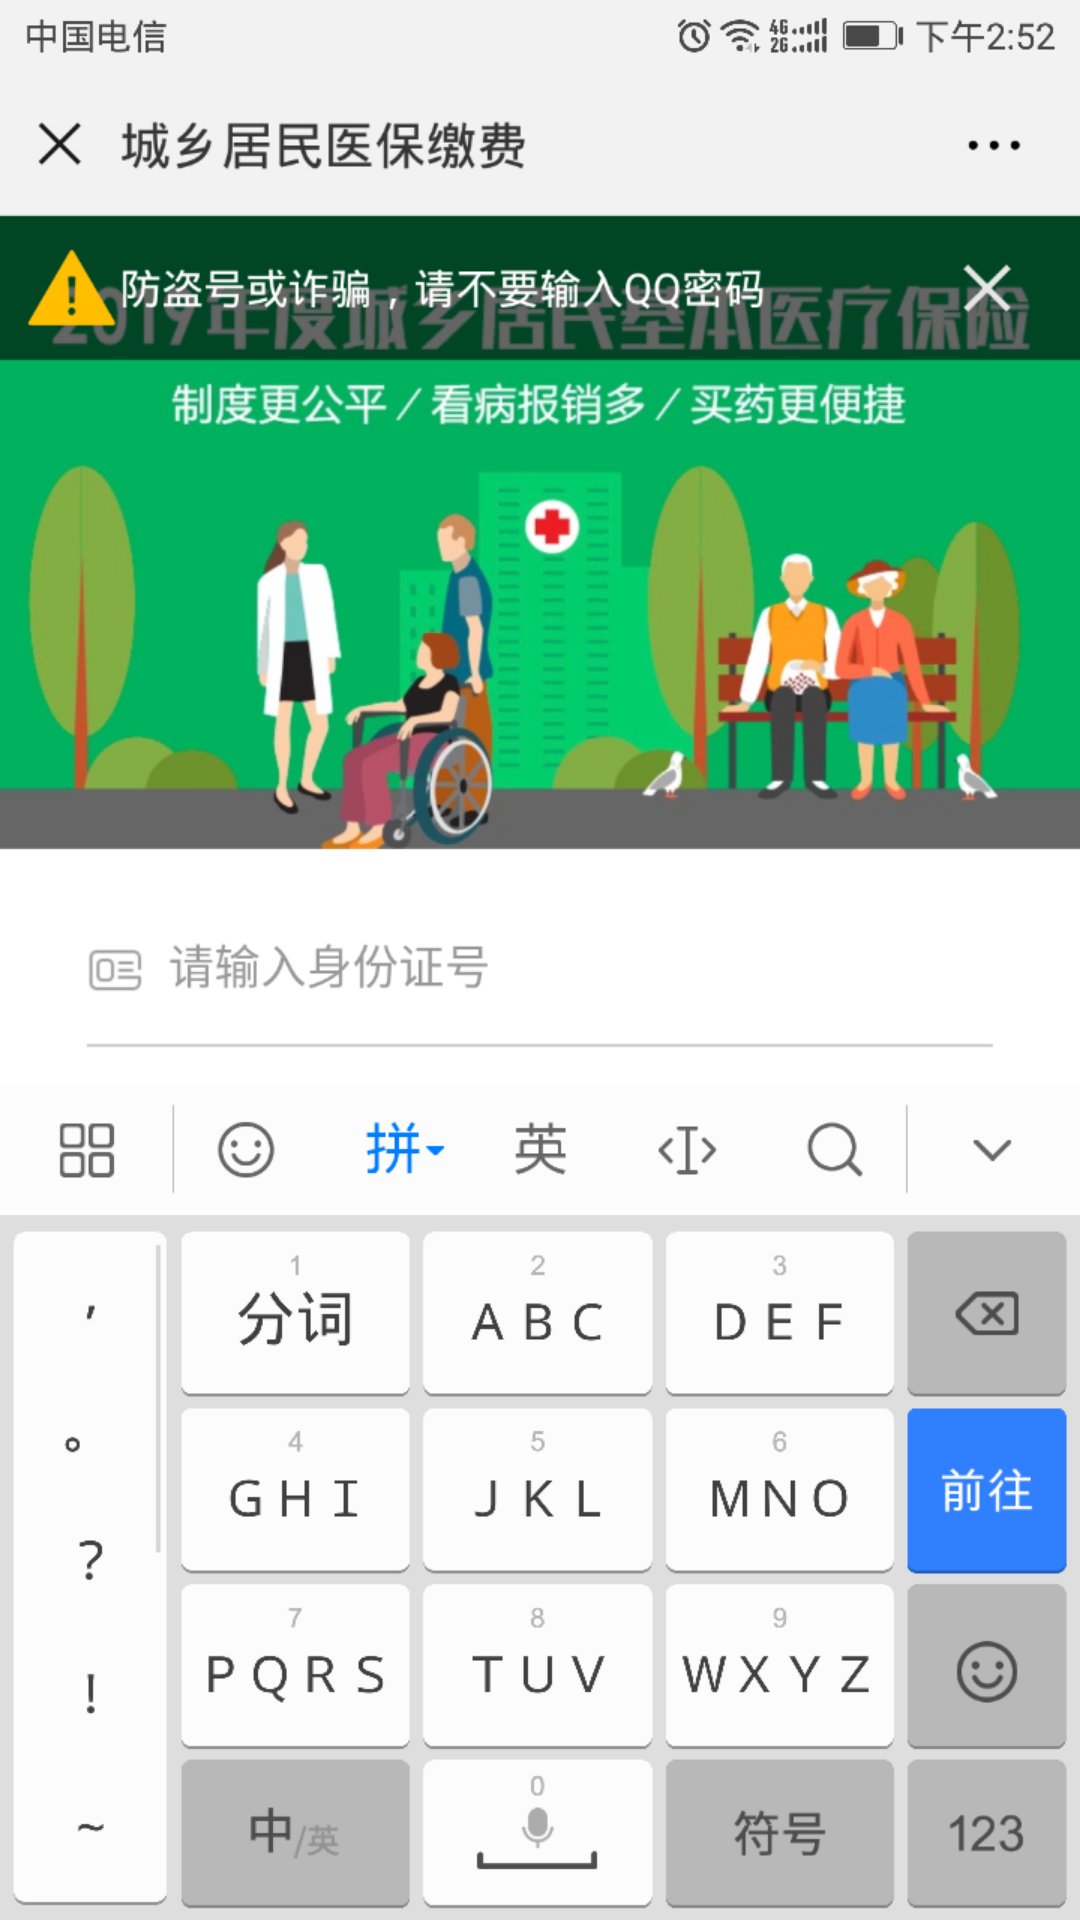 中国电信
4G
2G
下午2:52
城乡居民医保缴费
防盗号或诈骗，请不要输入QQ密码
2019年度城乡居民基本医疗保险
制度更公平/看病报销多/买药更便捷
请输入身份证号
拼 英
, 1 分词 2 ABC 3 DEF
。 4 GHI 5 JKL 6 MNO 前往
?
! 7 PQRS 8 TUV 9 WXYZ
~ 中/英 0 符号 123